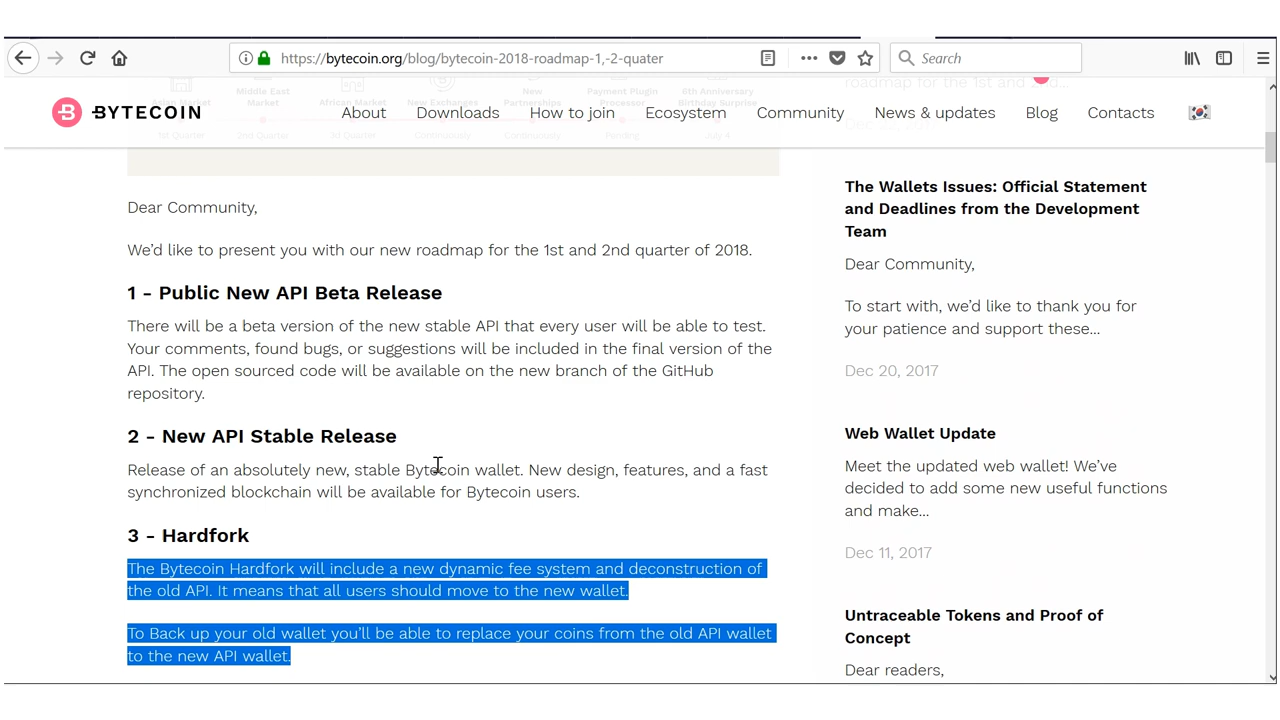 https://bytecoin.org/blog/bytecoin-2018-roadmap-1,-2-quater
Search
Asian Market
Middle East
Market
African Market
New Exchanges
New
Partnerships
Payment Plugin
Processor
6th Anniversary
Birthday Surprise
1st Quarter
2nd Quarter
3d Quarter
Continuously
Continuously
Pending
July 4
roadmap for the 1st and 2nd...
BYTECOIN
About
Downloads
How to join
Ecosystem
Community
News & updates
Blog
Contacts
Dear Community,
We'd like to present you with our new roadmap for the 1st and 2nd quarter of 2018.
1 - Public New API Beta Release
There will be a beta version of the new stable API that every user will be able to test.
Your comments, found bugs, or suggestions will be included in the final version of the
API. The open sourced code will be available on the new branch of the GitHub
repository.
2 - New API Stable Release
Release of an absolutely new, stable Bytecoin wallet. New design, features, and a fast
synchronized blockchain will be available for Bytecoin users.
3 - Hardfork
The Bytecoin Hardfork will include a new dynamic fee system and deconstruction of
the old API. It means that all users should move to the new wallet.
To Back up your old wallet you'll be able to replace your coins from the old API wallet
to the new API wallet.
The Wallets Issues: Official Statement
and Deadlines from the Development
Team
Dear Community,
To start with, we'd like to thank you for
your patience and support these...
Dec 20, 2017
Web Wallet Update
Meet the updated web wallet! We've
decided to add some new useful functions
and make...
Dec 11, 2017
Untraceable Tokens and Proof of
Concept
Dear readers,